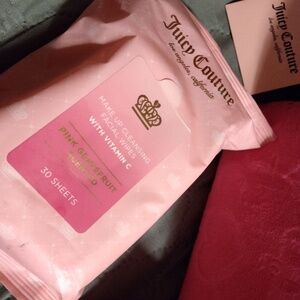 Juicy Couture
los angeles, california
MAKE UP CLEANSING
FACIAL WIPES
WITH VITAMIN C
PINK GRAPEFRUIT
30 SHEETS
Juicy Couture
los angeles, california